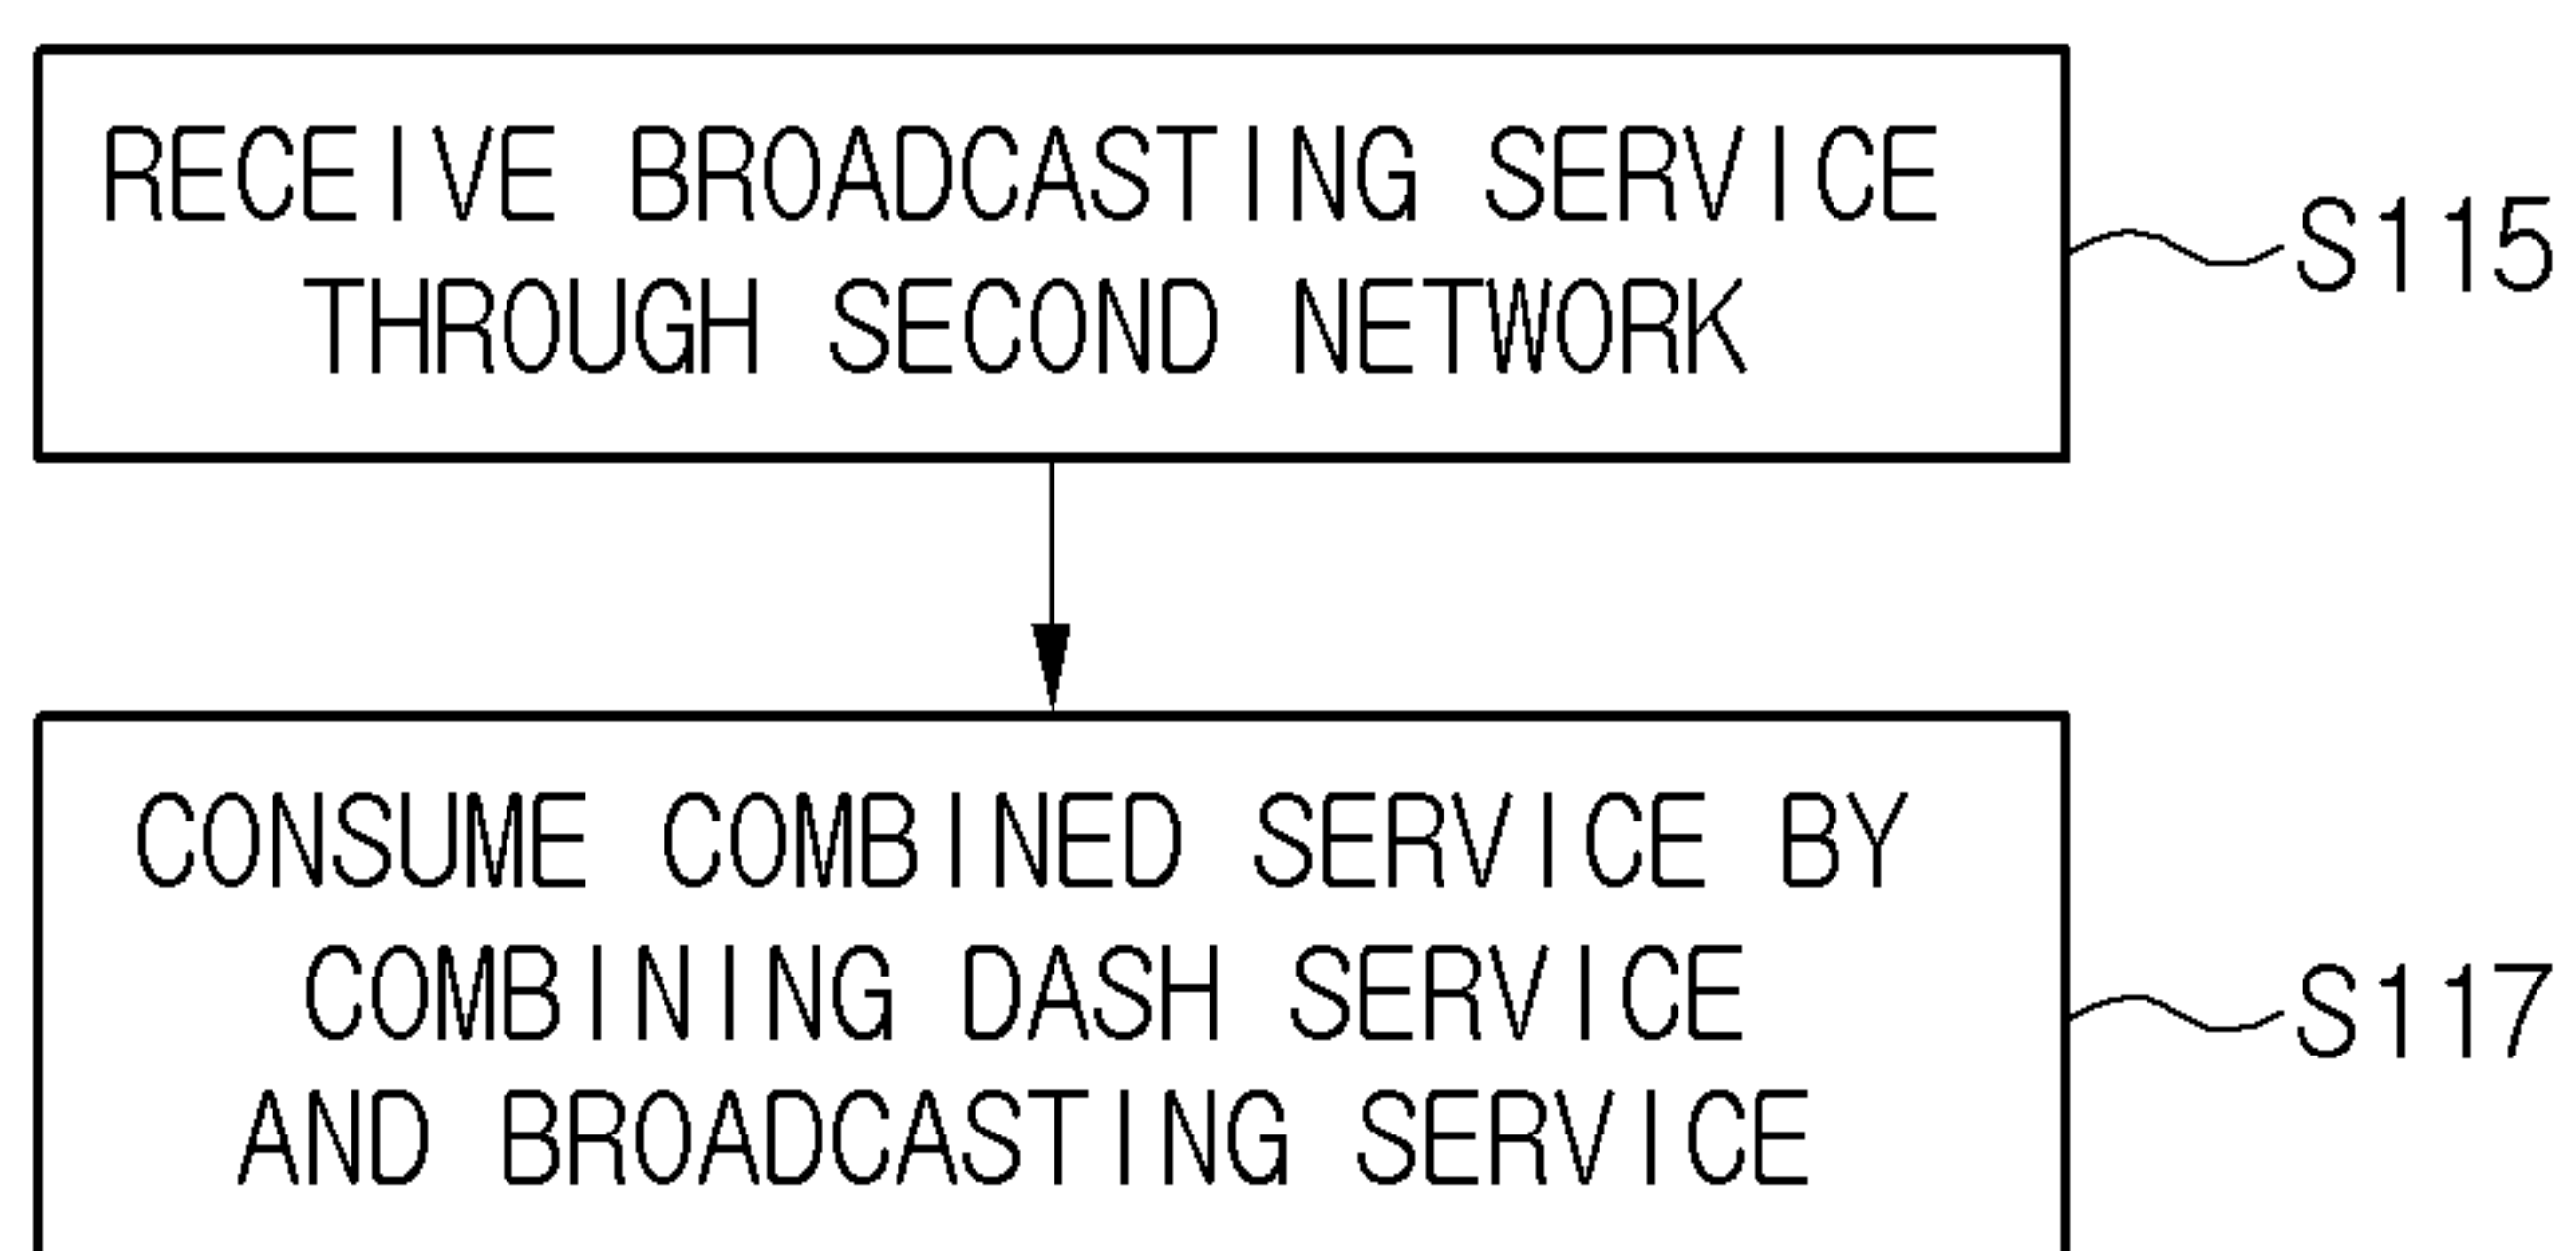 RECEIVE BROADCASTING SERVICE
THROUGH SECOND NETWORK
S115
CONSUME COMBINED SERVICE BY
COMBINING DASH SERVICE
AND BROADCASTING SERVICE
S117